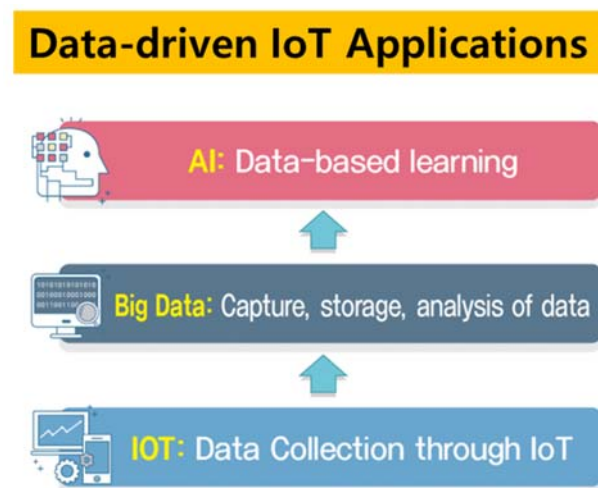 Data-driven IoT Applications
AI: Data-based learning
Big Data: Capture, storage, analysis of data
IOT: Data Collection through IoT